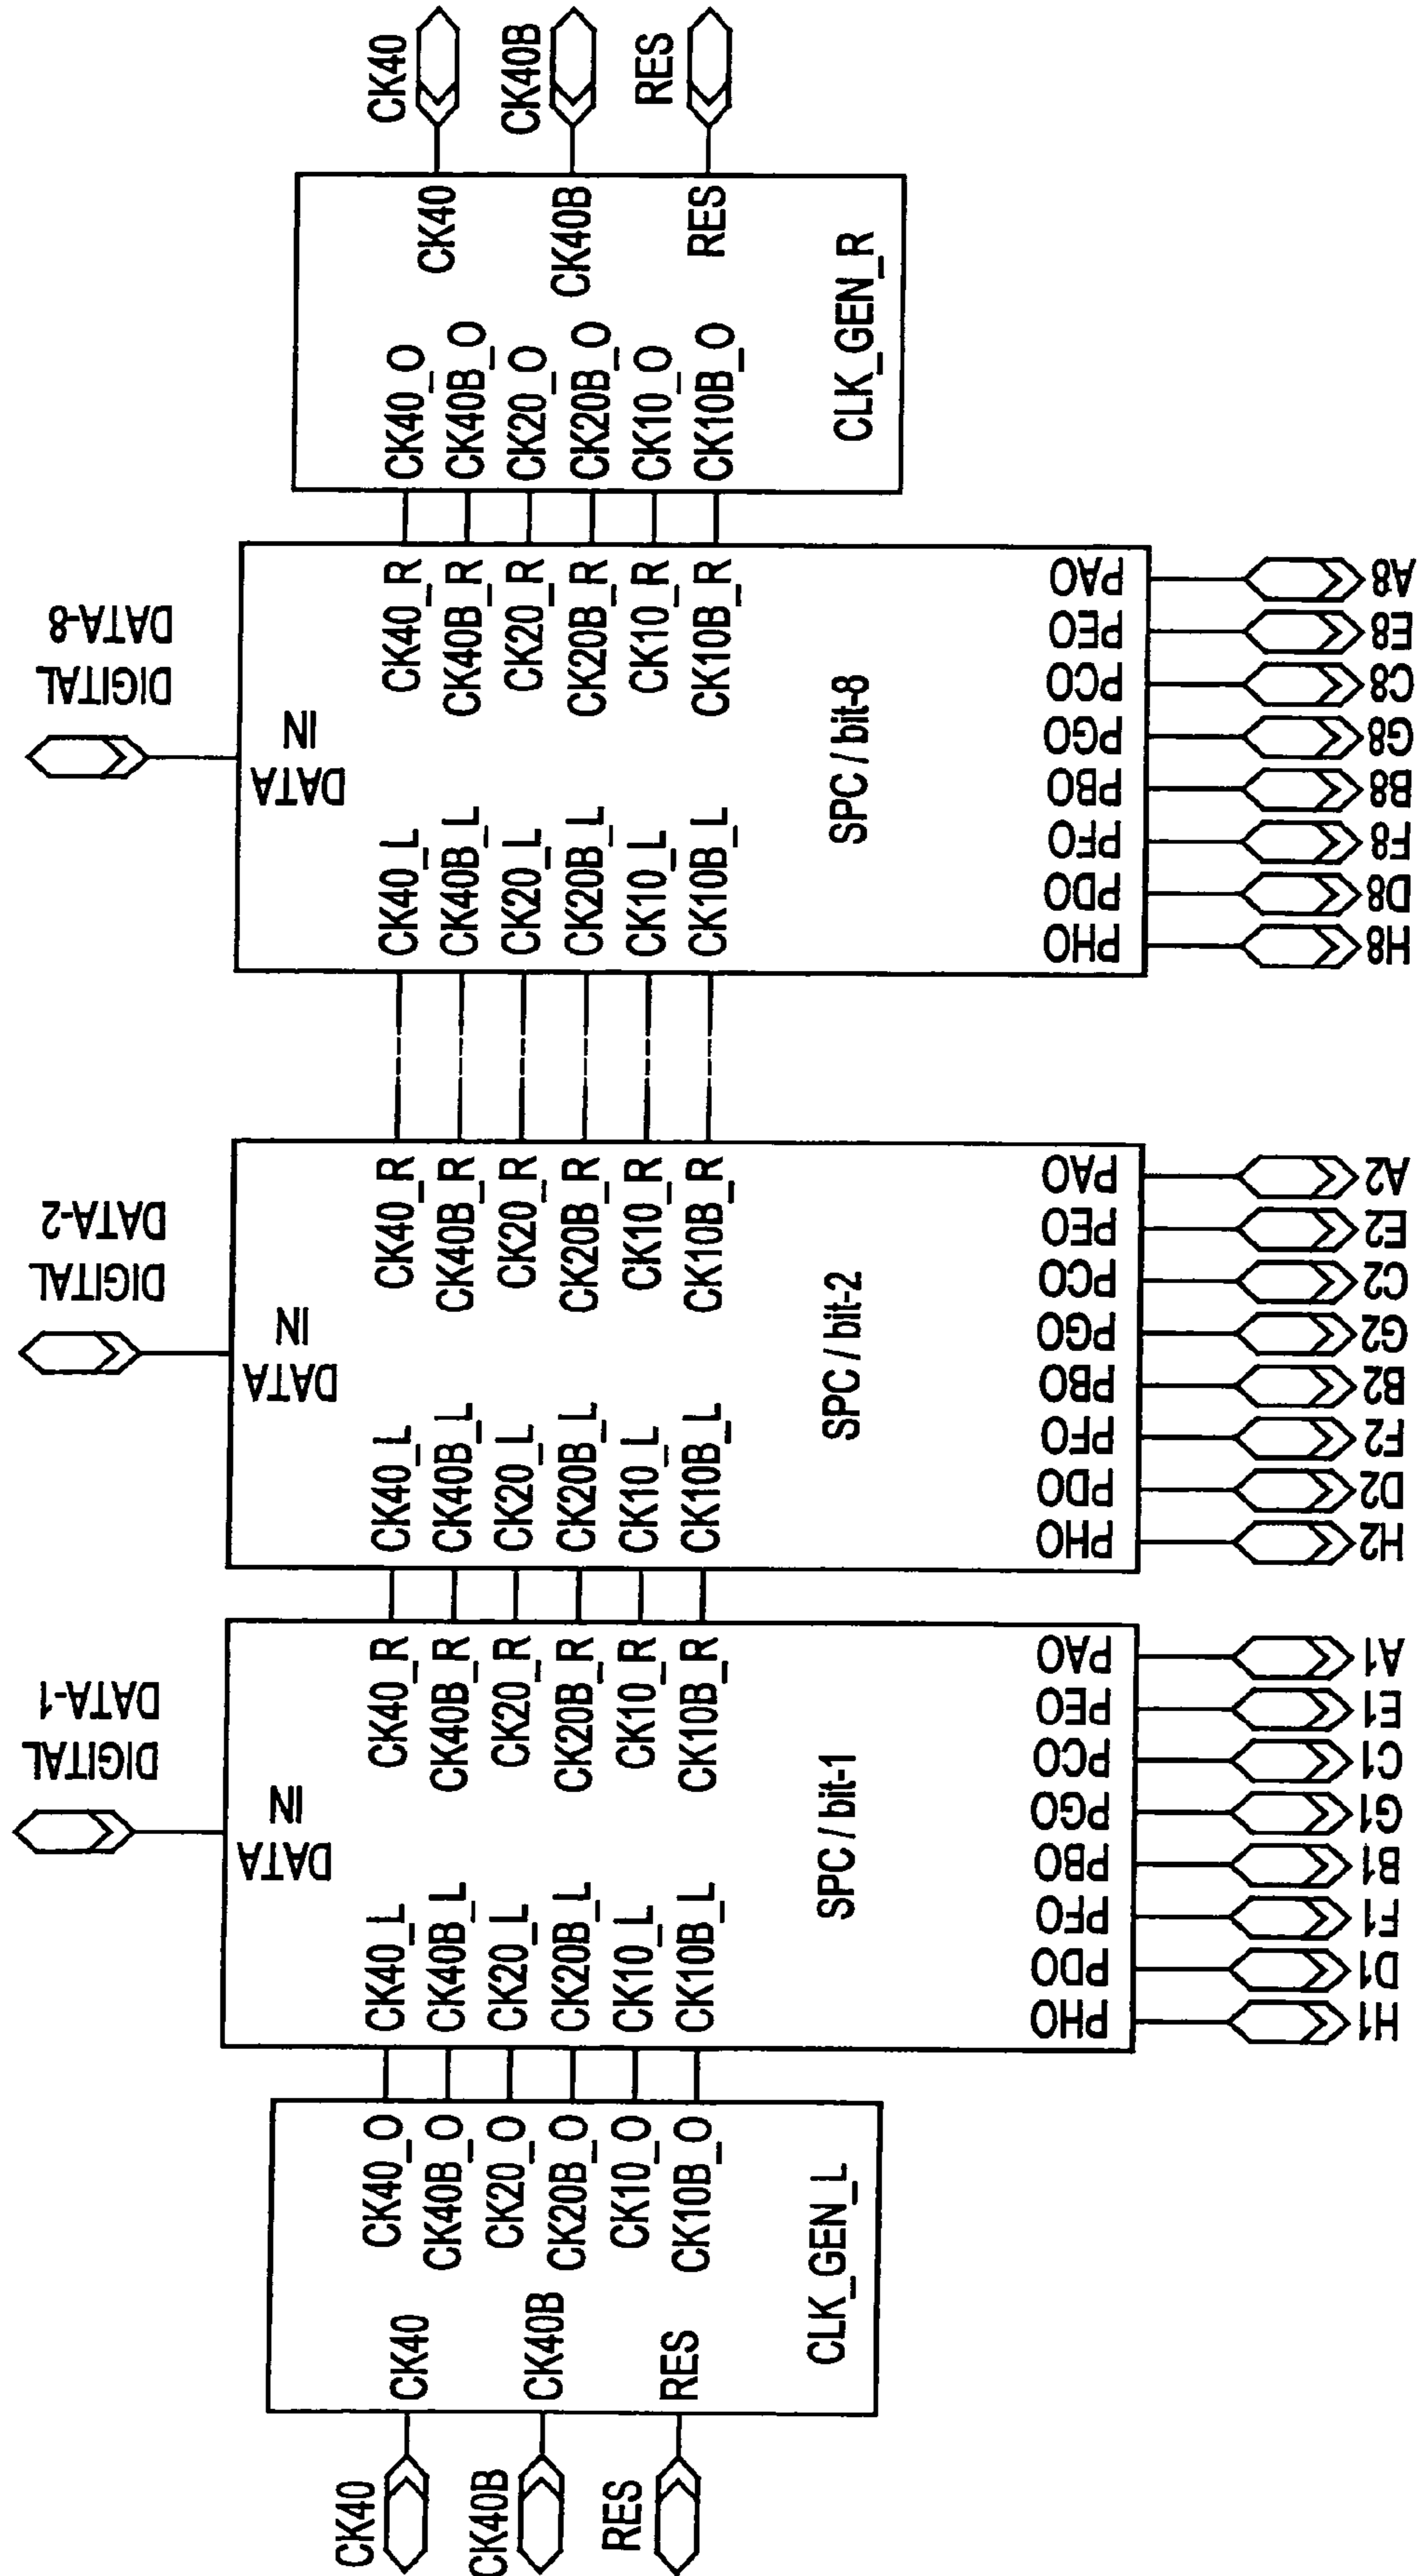 CK40
CK40B
RES
CK40
CK40B
RES
CK40_O
CK40B_O
CK20_O
CK20B_O
CK10_O
CK10B_O
CLK_GEN_L
DIGITAL
DATA-1
DATA
IN
CK40_L
CK40B_L
CK20_L
CK20B_L
CK10_L
CK10B_L
CK40_R
CK40B_R
CK20_R
CK20B_R
CK10_R
CK10B_R
SPC / bit-1
PHO
PDO
PFO
PBO
PGO
PCO
PEO
PAO
H1
D1
F1
B1
G1
C1
E1
A1
DIGITAL
DATA-2
DATA
IN
CK40_L
CK40B_L
CK20_L
CK20B_L
CK10_L
CK10B_L
CK40_R
CK40B_R
CK20_R
CK20B_R
CK10_R
CK10B_R
SPC / bit-2
PHO
PDO
PFO
PBO
PGO
PCO
PEO
PAO
H2
D2
F2
B2
G2
C2
E2
A2
DIGITAL
DATA-8
DATA
IN
CK40_L
CK40B_L
CK20_L
CK20B_L
CK10_L
CK10B_L
CK40_R
CK40B_R
CK20_R
CK20B_R
CK10_R
CK10B_R
SPC / bit-8
PHO
PDO
PFO
PBO
PGO
PCO
PEO
PAO
H8
D8
F8
B8
G8
C8
E8
A8
CK40_O
CK40B_O
CK20_O
CK20B_O
CK10_O
CK10B_O
CK40
CK40B
RES
CLK_GEN_R
CK40
CK40B
RES